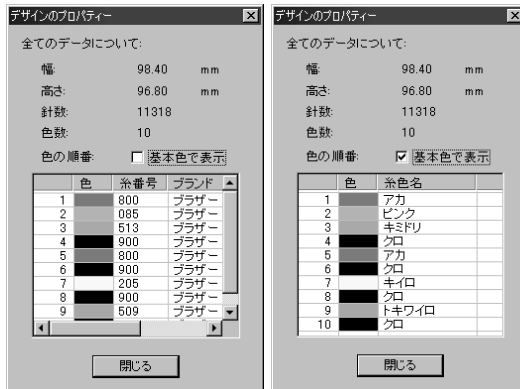 デザインのプロパティー
全てのデータについて:
幅: 98.40 mm
高さ: 96.80 mm
針数: 11318
色数: 10
色の順番: 基本色で表示
色 糸番号 ブランド
1 800 ブラザー
2 085 ブラザー
3 513 ブラザー
4 900 ブラザー
5 800 ブラザー
6 900 ブラザー
7 205 ブラザー
8 900 ブラザー
9 509 ブラザー
閉じる
デザインのプロパティー
全てのデータについて:
幅: 98.40 mm
高さ: 96.80 mm
針数: 11318
色数: 10
色の順番: 基本色で表示
色 糸色名
1 アカ
2 ピンク
3 キミドリ
4 クロ
5 アカ
6 クロ
7 キイロ
8 クロ
9 トキワイロ
10 クロ
閉じる